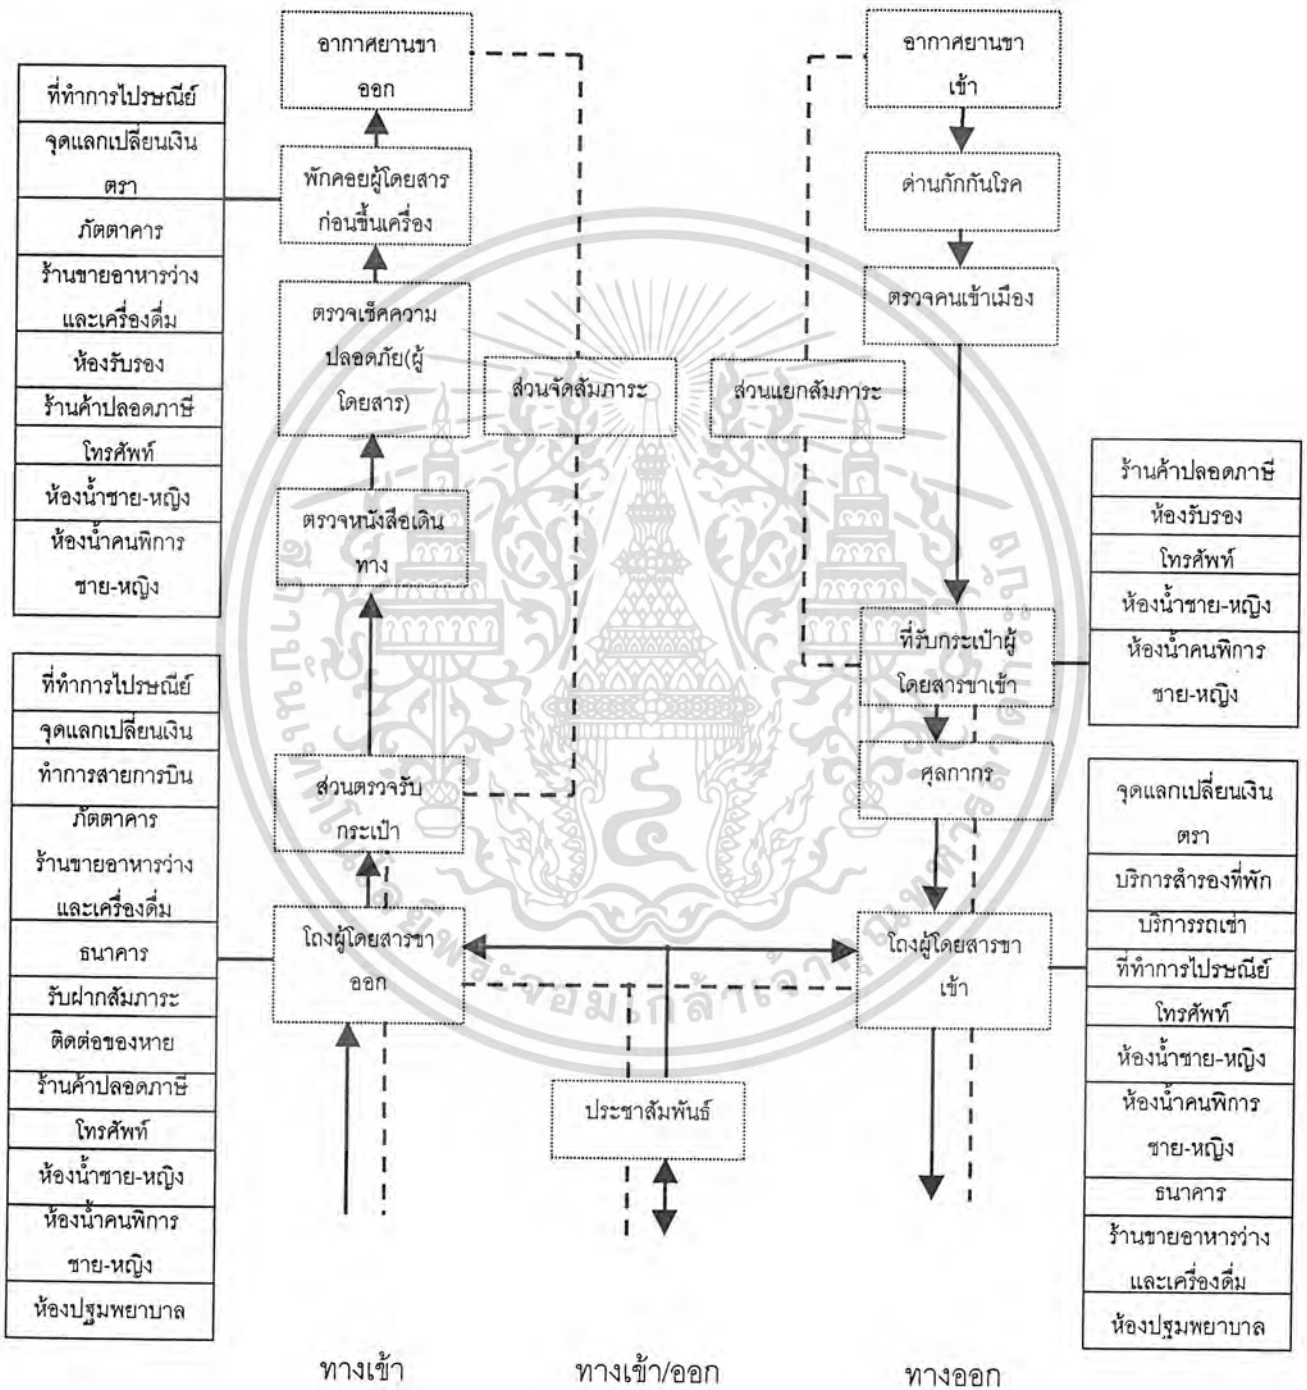 อากาศยานขา
ออก
พักคอยผู้โดยสาร
ก่อนขึ้นเครื่อง
ตรวจเช็คความ
ปลอดภัย(ผู้
โดยสาร)
ตรวจหนังสือเดิน
ทาง
ส่วนตรวจรับ
กระเป๋า
โถงผู้โดยสารขา
ออก
ส่วนจัดสัมภาระ
อากาศยานขา
เข้า
ด่านกักกันโรค
ตรวจคนเข้าเมือง
ส่วนแยกสัมภาระ
ที่รับกระเป๋าผู้
โดยสารขาเข้า
ศุลกากร
โถงผู้โดยสารขา
เข้า
ประชาสัมพันธ์
ที่ทำการไปรษณีย์
จุดแลกเปลี่ยนเงิน
ตรา
ภัตตาคาร
ร้านขายอาหารว่าง
และเครื่องดื่ม
ห้องรับรอง
ร้านค้าปลอดภาษี
โทรศัพท์
ห้องน้ำชาย-หญิง
ห้องน้ำคนพิการ
ชาย-หญิง
ที่ทำการไปรษณีย์
จุดแลกเปลี่ยนเงิน
ทำการสายการบิน
ภัตตาคาร
ร้านขายอาหารว่าง
และเครื่องดื่ม
ธนาคาร
รับฝากสัมภาระ
ติดต่อของหาย
ร้านค้าปลอดภาษี
โทรศัพท์
ห้องน้ำชาย-หญิง
ห้องน้ำคนพิการ
ชาย-หญิง
ห้องปฐมพยาบาล
ร้านค้าปลอดภาษี
ห้องรับรอง
โทรศัพท์
ห้องน้ำชาย-หญิง
ห้องน้ำคนพิการ
ชาย-หญิง
จุดแลกเปลี่ยนเงิน
ตรา
บริการสำรองที่พัก
บริการรถเช่า
ที่ทำการไปรษณีย์
โทรศัพท์
ห้องน้ำชาย-หญิง
ห้องน้ำคนพิการ
ชาย-หญิง
ธนาคาร
ร้านขายอาหารว่าง
และเครื่องดื่ม
ห้องปฐมพยาบาล
ทางเข้า
ทางเข้า/ออก
ทางออก